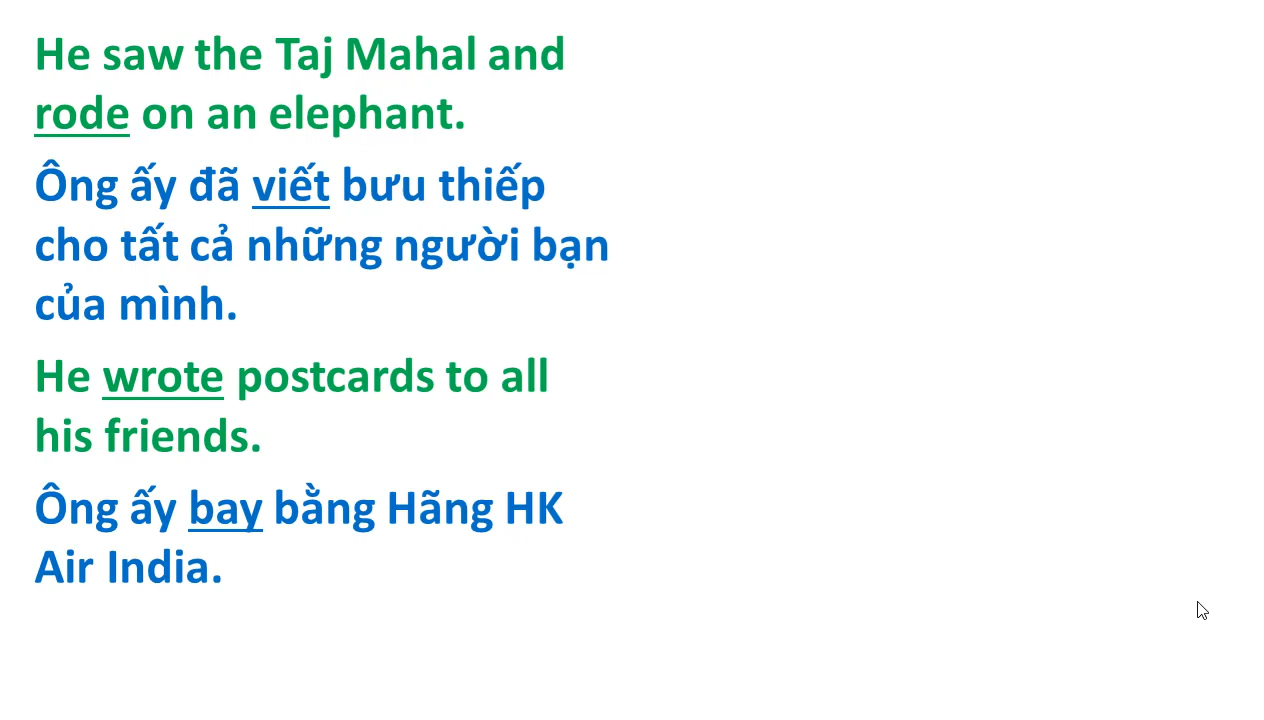 He saw the Taj Mahal and
rode on an elephant.
Ông ấy đã viết bưu thiếp
cho tất cả những người bạn
của mình.
He wrote postcards to all
his friends.
Ông ấy bay bằng Hãng HK
Air India.